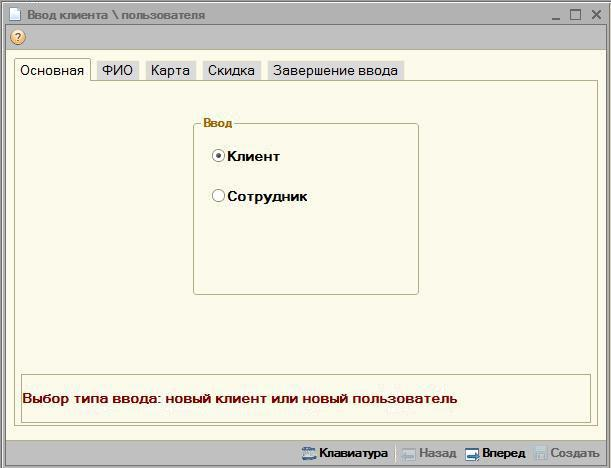 Ввод клиента \ пользователя
?
Основная ФИО Карта Скидка Завершение ввода
Ввод
Клиент
Сотрудник
Выбор типа ввода: новый клиент или новый пользователь
Клавиатура Назад Вперед Создать